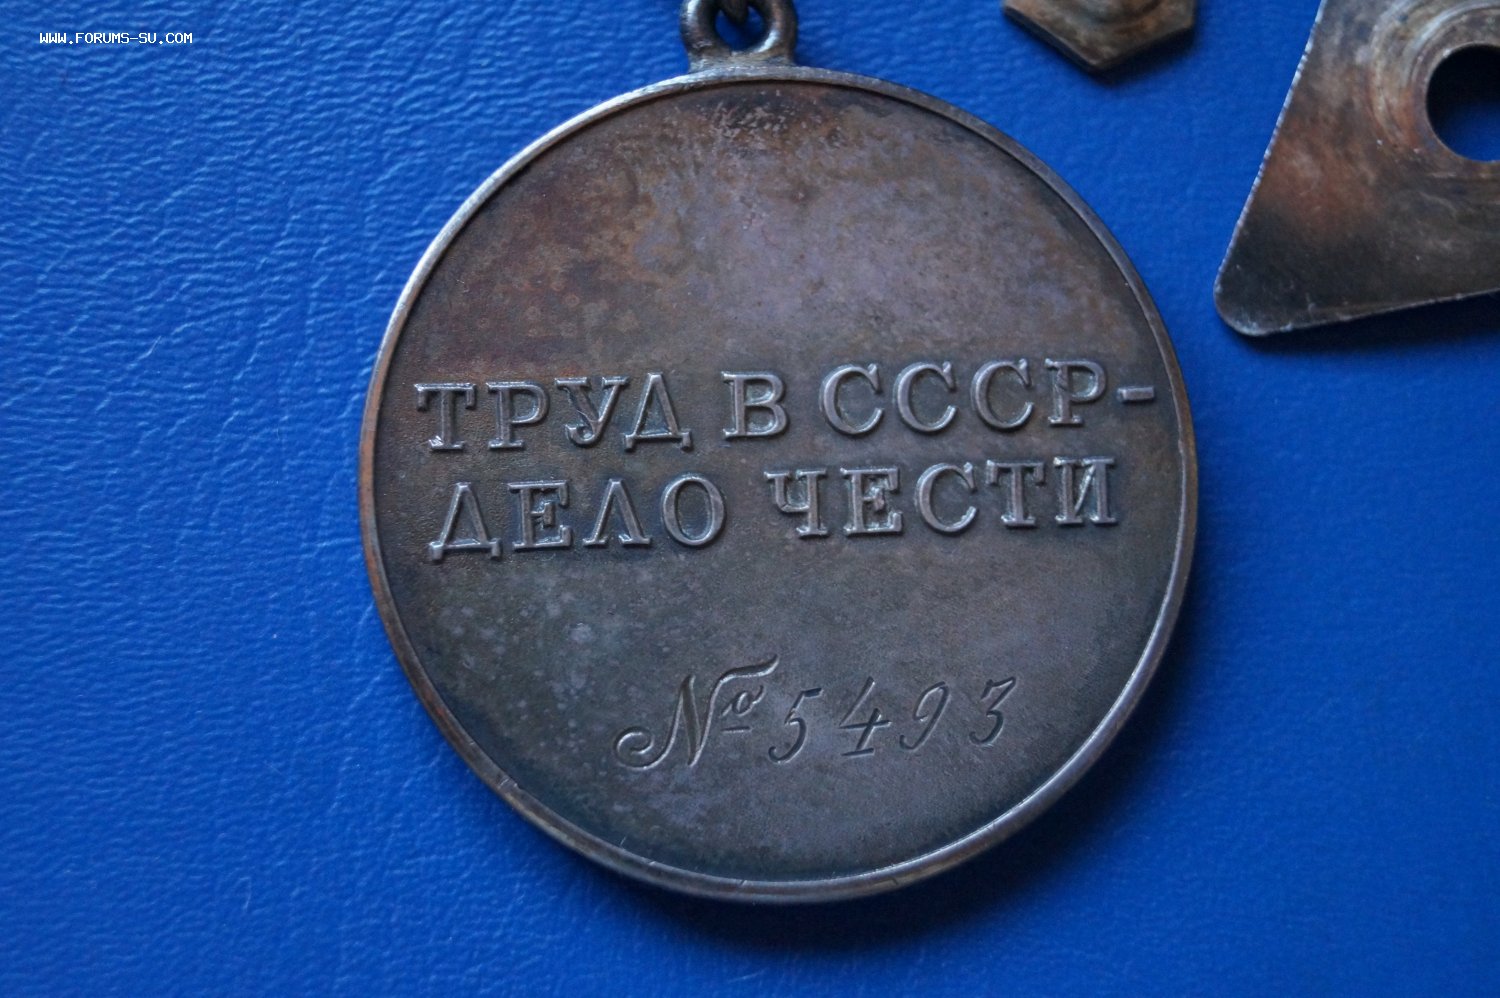 WWW.FORUMS-SU.COM
ТРУД В СССР-
ДЕЛО ЧЕСТИ
№ 5493